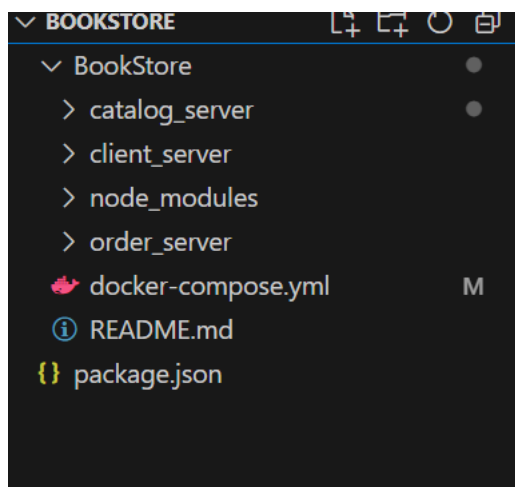 BOOKSTORE
BookStore
catalog_server
client_server
node_modules
order_server
docker-compose.yml M
README.md
{} package.json